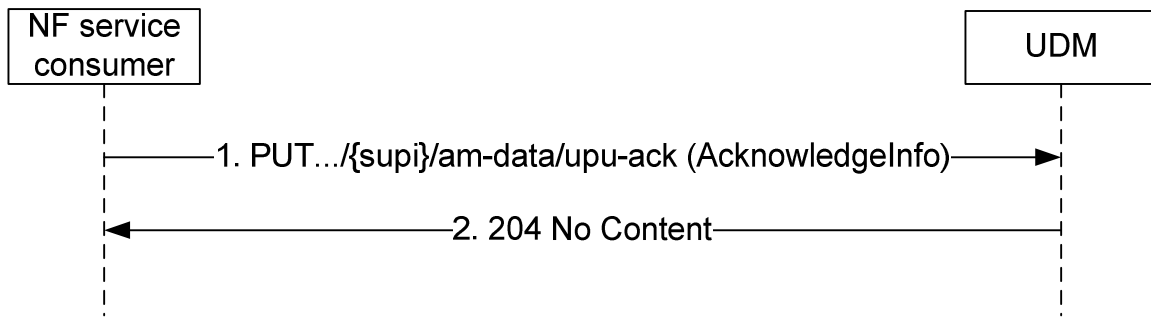 NF service
consumer
UDM
1. PUT.../{supi}/am-data/upu-ack (AcknowledgeInfo)
2. 204 No Content